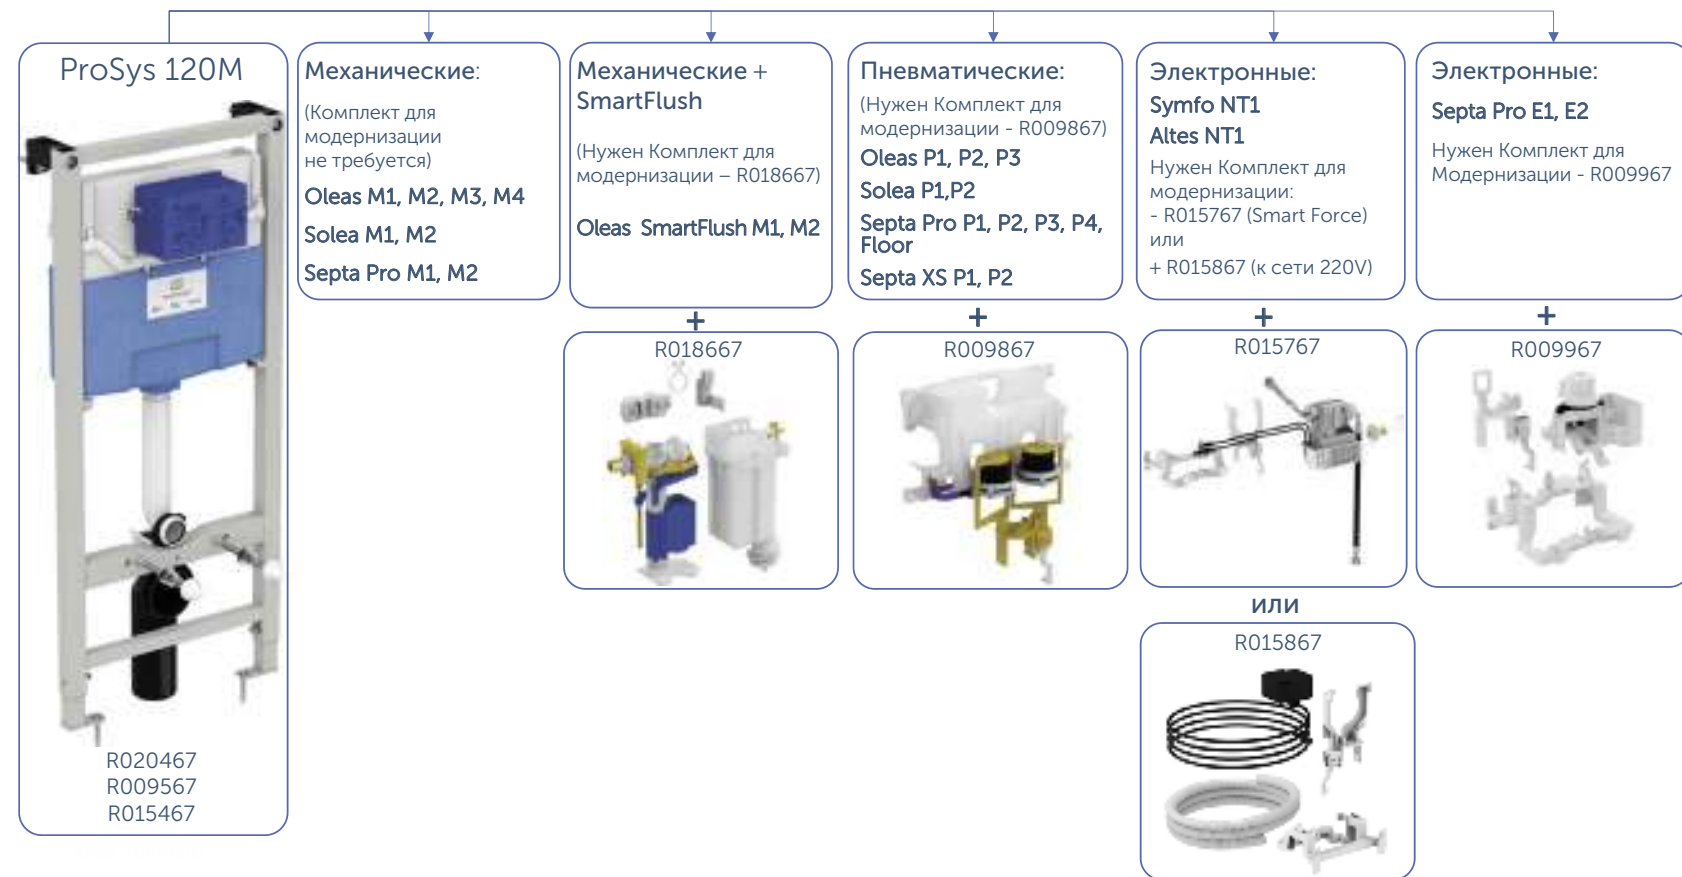 ProSys 120M
R020467
R009567
R015467
Механические:
(Комплект для
модернизации
не требуется)
Oleas M1, M2, M3, M4
Solea M1, M2
Septa Pro M1, M2
Механические +
SmartFlush
(Нужен Комплект для
модернизации – R018667)
Oleas SmartFlush M1, M2
+
R018667
Пневматические:
(Нужен Комплект для
модернизации - R009867)
Oleas P1, P2, P3
Solea P1,P2
Septa Pro P1, P2, P3, P4,
Floor
Septa XS P1, P2
+
R009867
Электронные:
Symfo NT1
Altes NT1
Нужен Комплект для
модернизации:
- R015767 (Smart Force)
или
+ R015867 (к сети 220V)
+
R015767
или
R015867
Электронные:
Septa Pro E1, E2
Нужен Комплект для
Модернизации - R009967
+
R009967